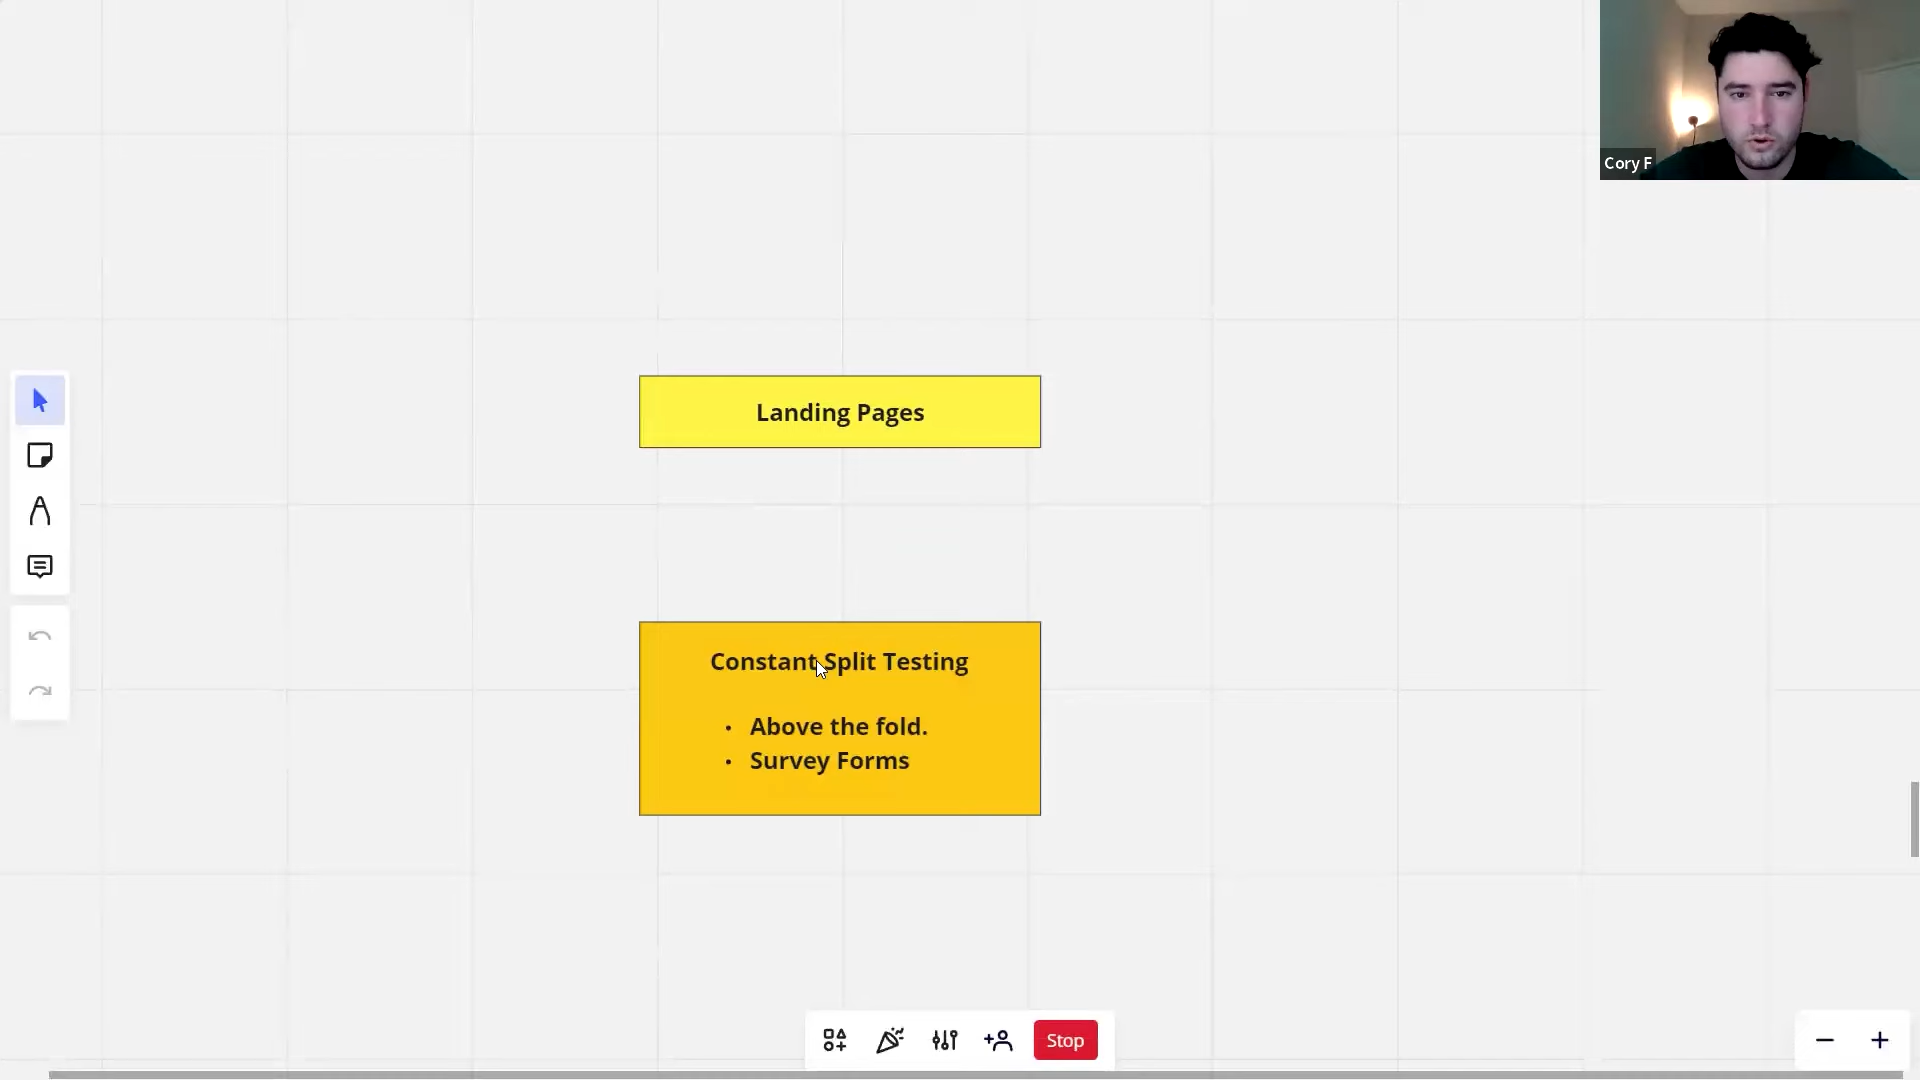 Cory F
Landing Pages
Constant Split Testing
• Above the fold.
• Survey Forms
Stop